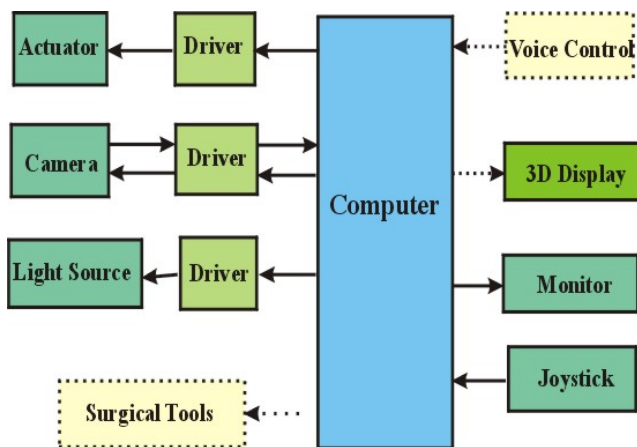 Actuator
Driver
Voice Control
Camera
Driver
3D Display
Computer
Light Source
Driver
Monitor
Joystick
Surgical Tools